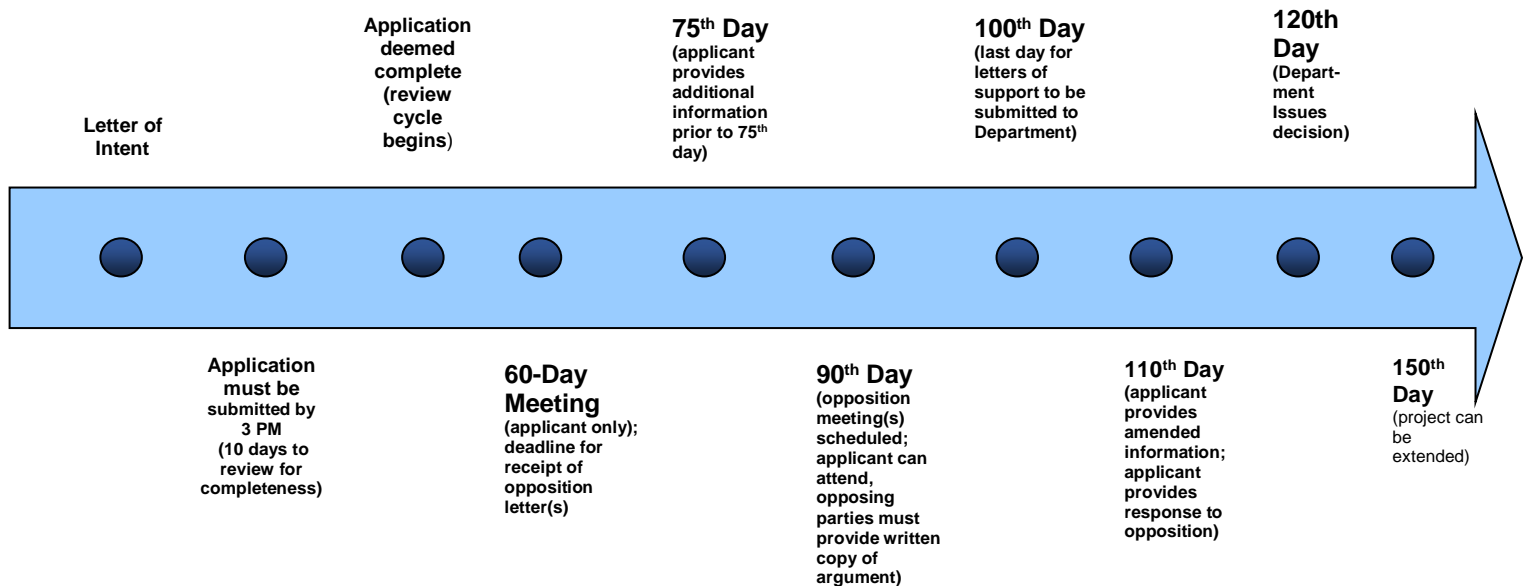 Letter of
Intent
Application
deemed
complete
(review
cycle
begins)
75th Day
(applicant
provides
additional
information
prior to 75th
day)
100th Day
(last day for
letters of
support to be
submitted to
Department)
120th
Day
(Depart-
ment
Issues
decision)
Application
must be
submitted by
3 PM
(10 days to
review for
completeness)
60-Day
Meeting
(applicant only);
deadline for
receipt of
opposition
letter(s)
90th Day
(opposition
meeting(s)
scheduled;
applicant can
attend,
opposing
parties must
provide written
copy of
argument)
110th Day
(applicant
provides
amended
information;
applicant
provides
response to
opposition)
150th
Day
(project can
be
extended)